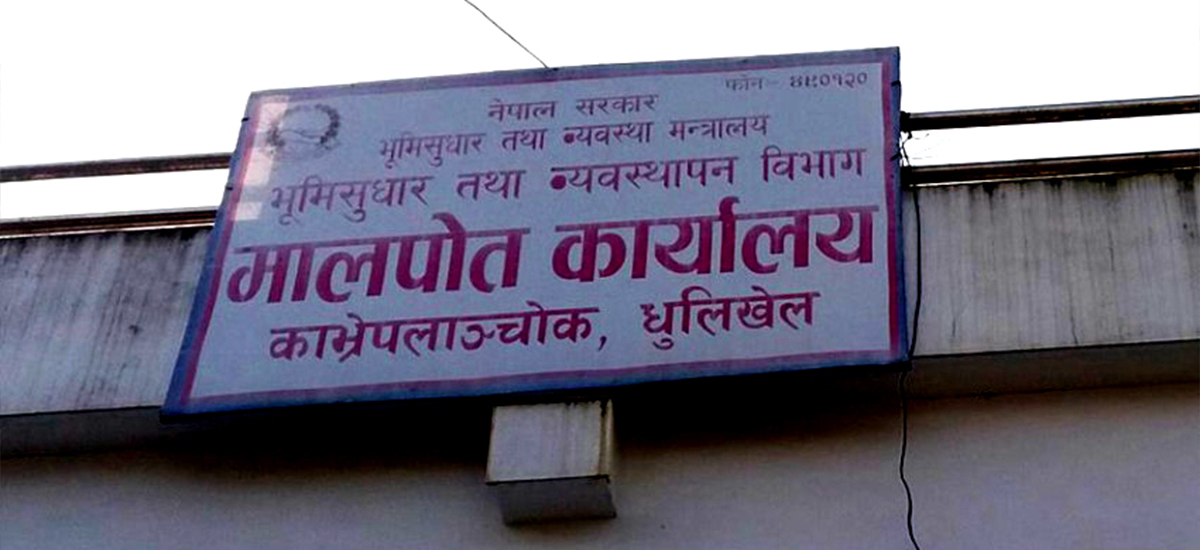 फोन:- ४९०१२०
नेपाल सरकार
भूमिसुधार तथा व्यवस्था मन्त्रालय
भूमिसुधार तथा व्यवस्थापन विभाग
मालपोत कार्यालय
काभ्रेपलाञ्चोक, धुलिखेल